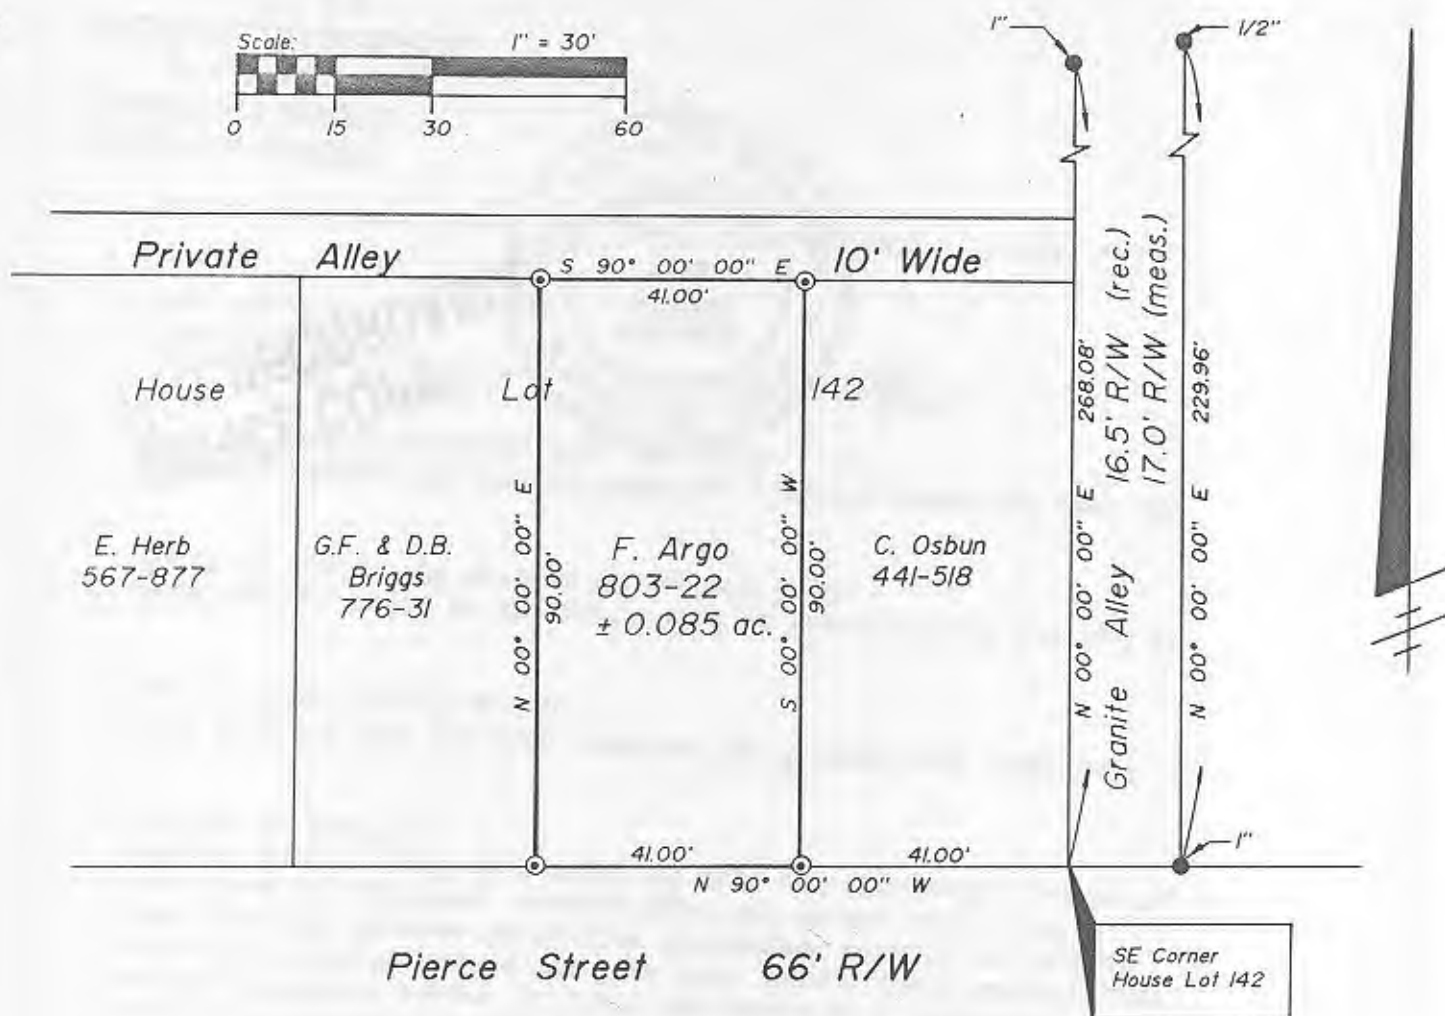 Scale: 1" = 30'
0 15 30 60
1"
1/2"
Private Alley
S 90° 00' 00" E
10' Wide
41.00'
House Lot 142
E. Herb
567-877
G.F. & D.B.
Briggs
776-31
N 00° 00' 00" E
90.00'
F. Argo
803-22
± 0.085 ac.
S 00° 00' 00" W
90.00'
C. Osbun
441-518
N 00° 00' 00" E 268.08'
Granite Alley 16.5' R/W (rec.)
17.0' R/W (meas.)
N 00° 00' 00" E 229.96'
41.00'
41.00'
N 90° 00' 00" W
1"
Pierce Street 66' R/W
SE Corner
House Lot 142